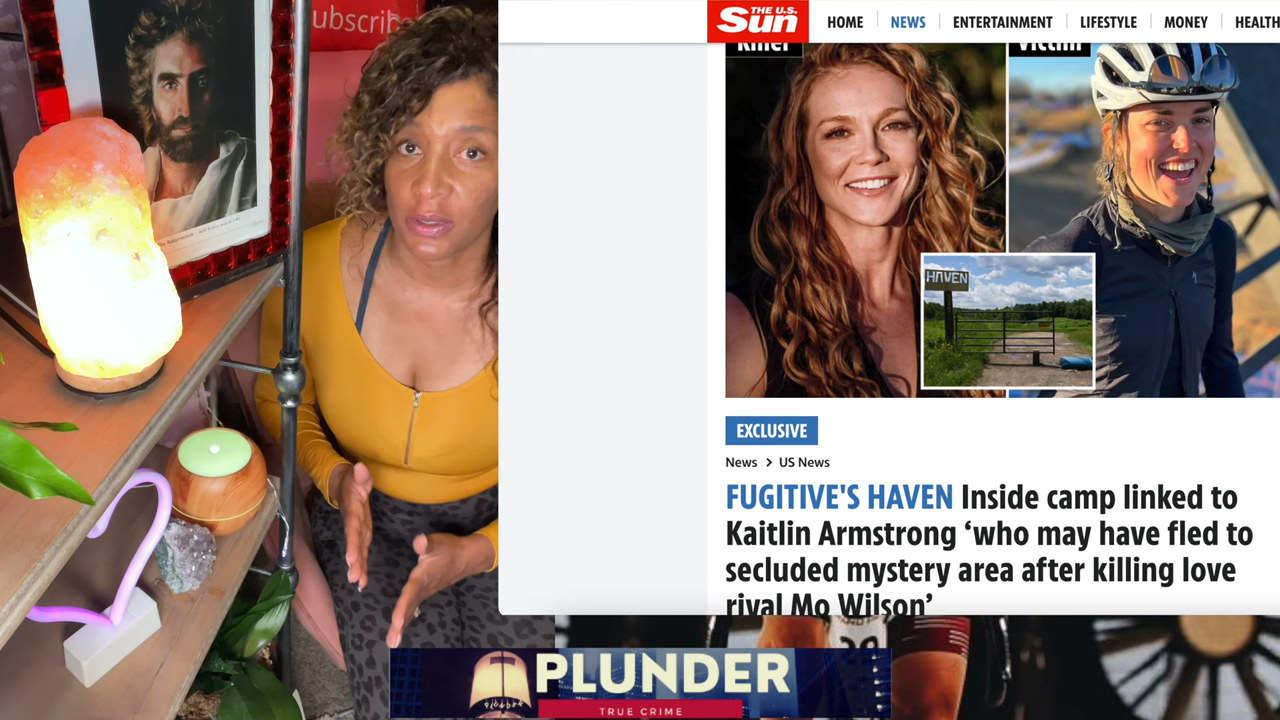 ubscribe
THE U.S.
Sun
HOME
NEWS
ENTERTAINMENT
LIFESTYLE
MONEY
HEALTH
Killer
Victim
HAVEN
EXCLUSIVE
News > US News
FUGITIVE'S HAVEN Inside camp linked to
Kaitlin Armstrong ‘who may have fled to
secluded mystery area after killing love
rival Mo Wilson’
PLUNDER
TRUE CRIME